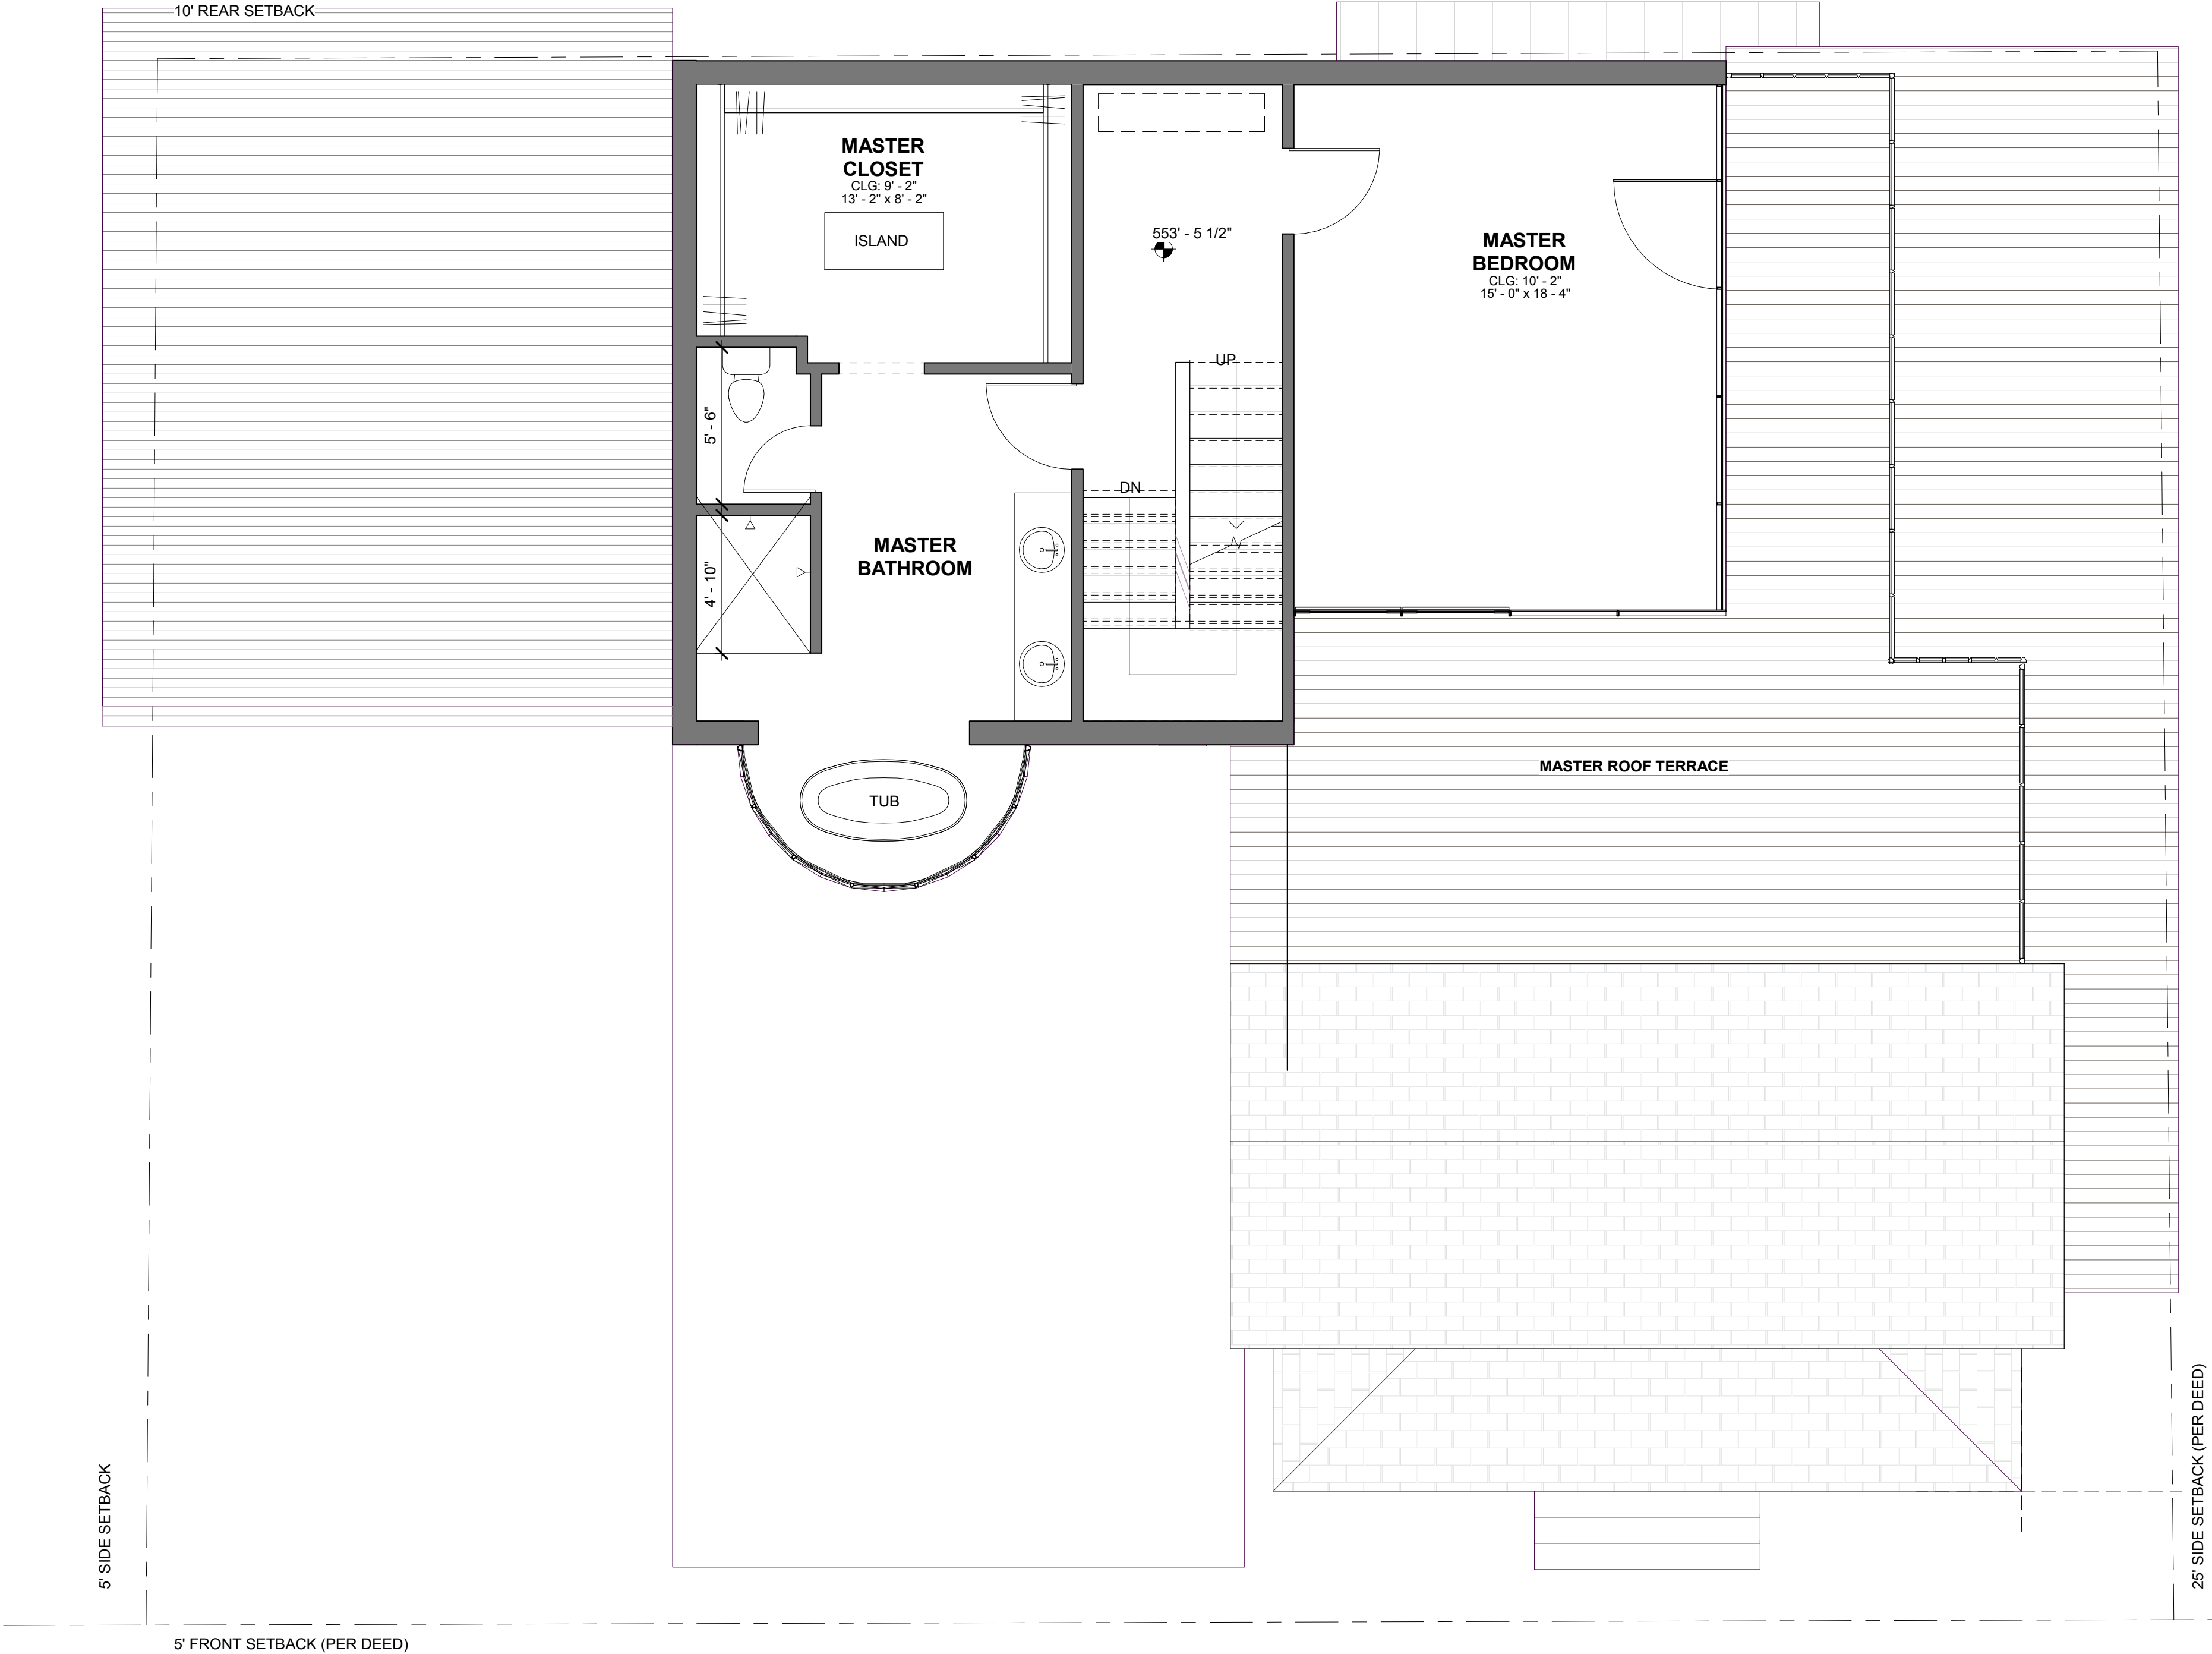 10' REAR SETBACK
MASTER
CLOSET
CLG: 9' - 2"
13' - 2" x 8' - 2"
ISLAND
553' - 5 1/2"
MASTER
BEDROOM
CLG: 10' - 2"
15' - 0" x 18 - 4"
UP
5' - 6"
DN
MASTER
BATHROOM
4' - 10"
MASTER ROOF TERRACE
TUB
5' SIDE SETBACK
25' SIDE SETBACK (PER DEED)
5' FRONT SETBACK (PER DEED)